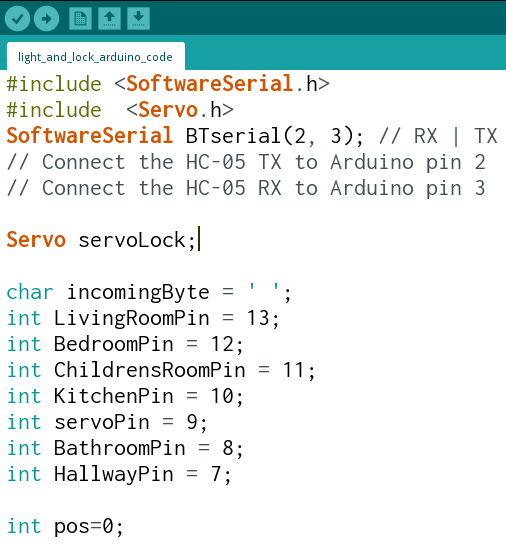 light_and_lock_arduino_code
#include <SoftwareSerial.h>
#include  <Servo.h>
SoftwareSerial BTserial(2, 3); // RX | TX
// Connect the HC-05 TX to Arduino pin 2
// Connect the HC-05 RX to Arduino pin 3
Servo servoLock;
char incomingByte = ' ';
int LivingRoomPin = 13;
int BedroomPin = 12;
int ChildrensRoomPin = 11;
int KitchenPin = 10;
int servoPin = 9;
int BathroomPin = 8;
int HallwayPin = 7;
int pos=0;